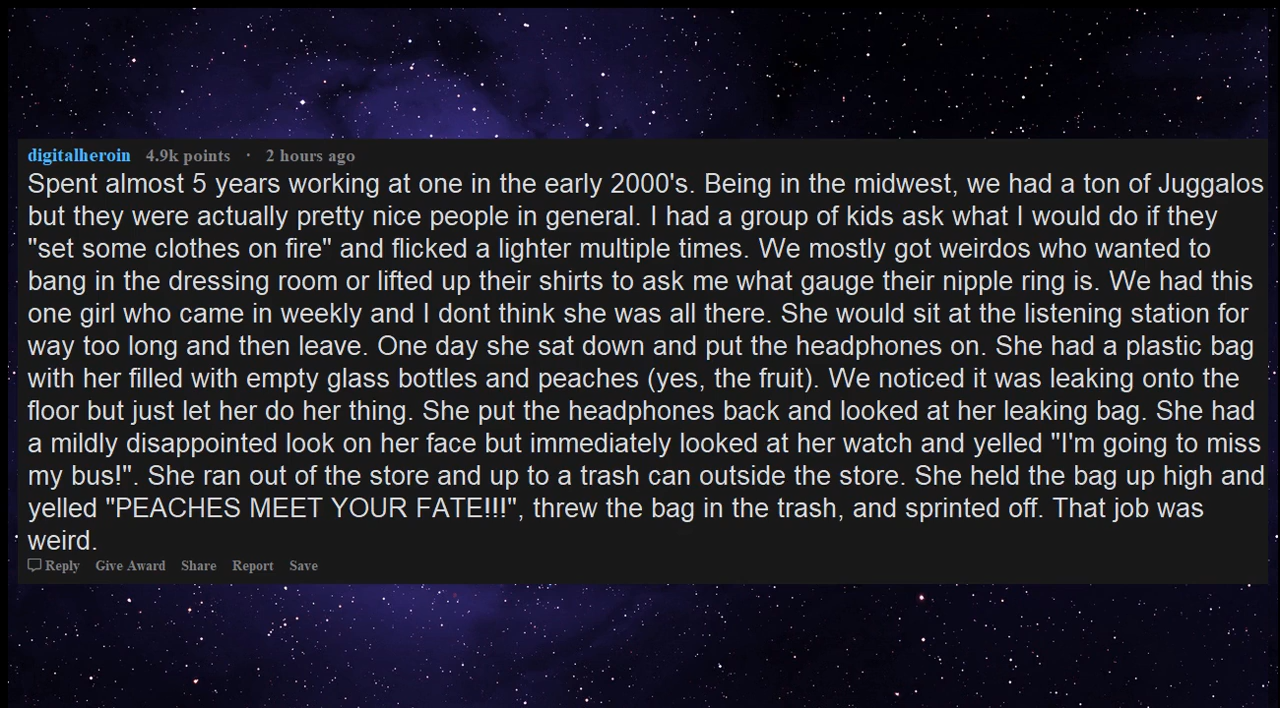 digitalheroin 4.9k points · 2 hours ago
Spent almost 5 years working at one in the early 2000's. Being in the midwest, we had a ton of Juggalos
but they were actually pretty nice people in general. I had a group of kids ask what I would do if they
"set some clothes on fire" and flicked a lighter multiple times. We mostly got weirdos who wanted to
bang in the dressing room or lifted up their shirts to ask me what gauge their nipple ring is. We had this
one girl who came in weekly and I dont think she was all there. She would sit at the listening station for
way too long and then leave. One day she sat down and put the headphones on. She had a plastic bag
with her filled with empty glass bottles and peaches (yes, the fruit). We noticed it was leaking onto the
floor but just let her do her thing. She put the headphones back and looked at her leaking bag. She had
a mildly disappointed look on her face but immediately looked at her watch and yelled "I'm going to miss
my bus!". She ran out of the store and up to a trash can outside the store. She held the bag up high and
yelled "PEACHES MEET YOUR FATE!!!", threw the bag in the trash, and sprinted off. That job was
weird.
Reply Give Award Share Report Save